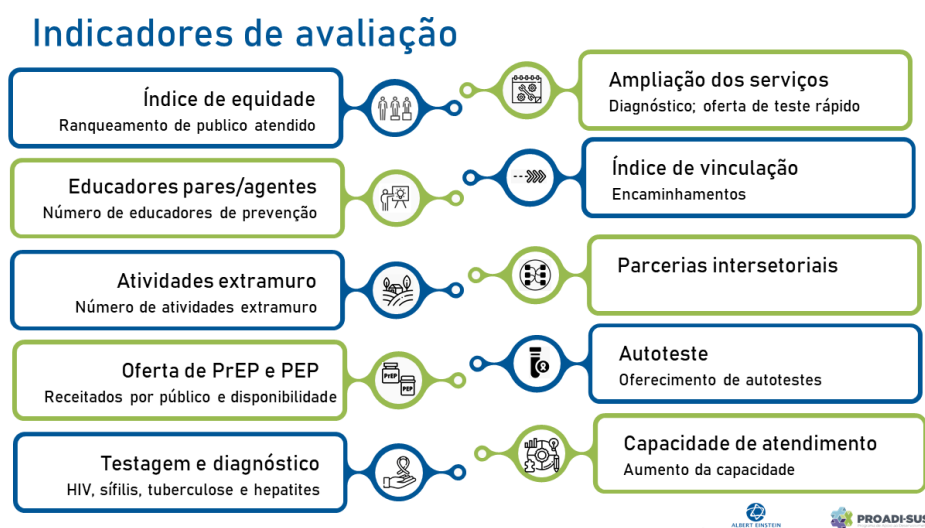 Indicadores de avaliação
Índice de equidade
Ranqueamento de publico atendido
Educadores pares/agentes
Número de educadores de prevenção
Atividades extramuro
Número de atividades extramuro
Oferta de PrEP e PEP
Receitados por público e disponibilidade
PrEP
PEP
Testagem e diagnóstico
HIV, sífilis, tuberculose e hepatites
Ampliação dos serviços
Diagnóstico; oferta de teste rápido
Índice de vinculação
Encaminhamentos
Parcerias intersetoriais
Autoteste
Oferecimento de autotestes
Capacidade de atendimento
Aumento da capacidade
ALBERT EINSTEIN
PROADI-SUS